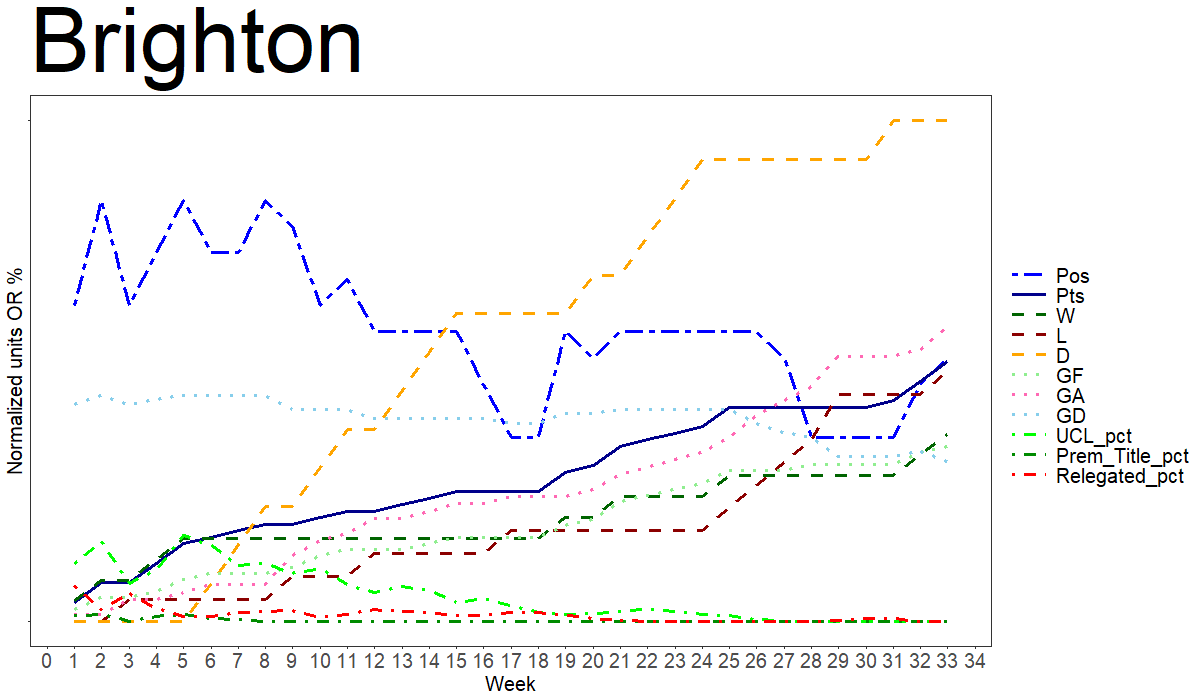 Brighton
Normalized units OR %
Pos
Pts
W
L
D
GF
GA
GD
UCL_pct
Prem_Title_pct
Relegated_pct
0 1 2 3 4 5 6 7 8 9 10 11 12 13 14 15 16 17 18 19 20 21 22 23 24 25 26 27 28 29 30 31 32 33 34
Week